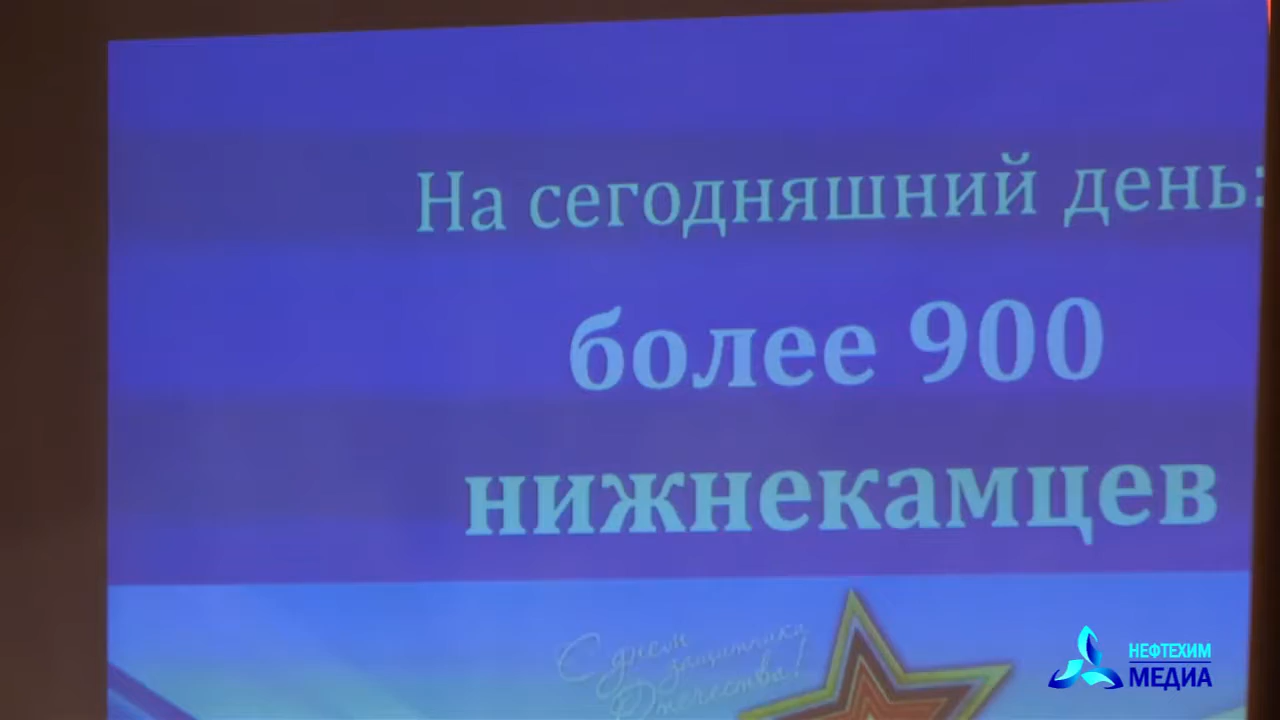 На сегодняшний день:
более 900
нижнекамцев
С днем
защитника
Отечества!
НЕФТЕХИМ
МЕДИА